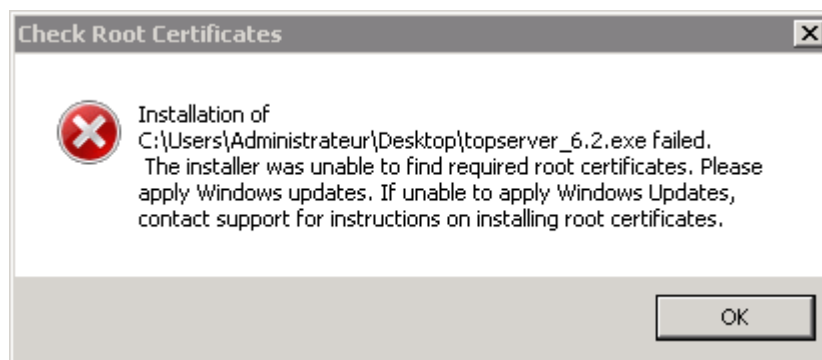 Check Root Certificates
Installation of
C:\Users\Administrateur\Desktop\topserver_6.2.exe failed.
The installer was unable to find required root certificates. Please
apply Windows updates. If unable to apply Windows Updates,
contact support for instructions on installing root certificates.
OK